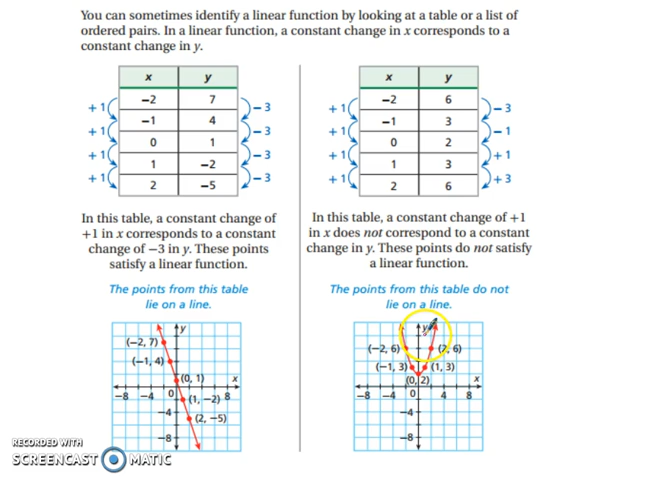 You can sometimes identify a linear function by looking at a table or a list of
ordered pairs. In a linear function, a constant change in x corresponds to a
constant change in y.
x y
−2 7
−1 4
0 1
1 −2
2 −5
+ 1
+ 1
+ 1
+ 1
− 3
− 3
− 3
− 3
In this table, a constant change of
+1 in x corresponds to a constant
change of −3 in y. These points
satisfy a linear function.
The points from this table
lie on a line.
y
(−2, 7)
(−1, 4)
(0, 1)
x
−8 −4 0 (1, −2) 8
−4
(2, −5)
−8
x y
−2 6
−1 3
0 2
1 3
2 6
+ 1
+ 1
+ 1
+ 1
− 3
− 1
+ 1
+ 3
In this table, a constant change of +1
in x does not correspond to a constant
change in y. These points do not satisfy
a linear function.
The points from this table do not
lie on a line.
y
(−2, 6) (2, 6)
(−1, 3) (1, 3)
(0, 2) x
−8 −4 0 4 8
−4
−8
RECORDED WITH
SCREENCAST O MATIC